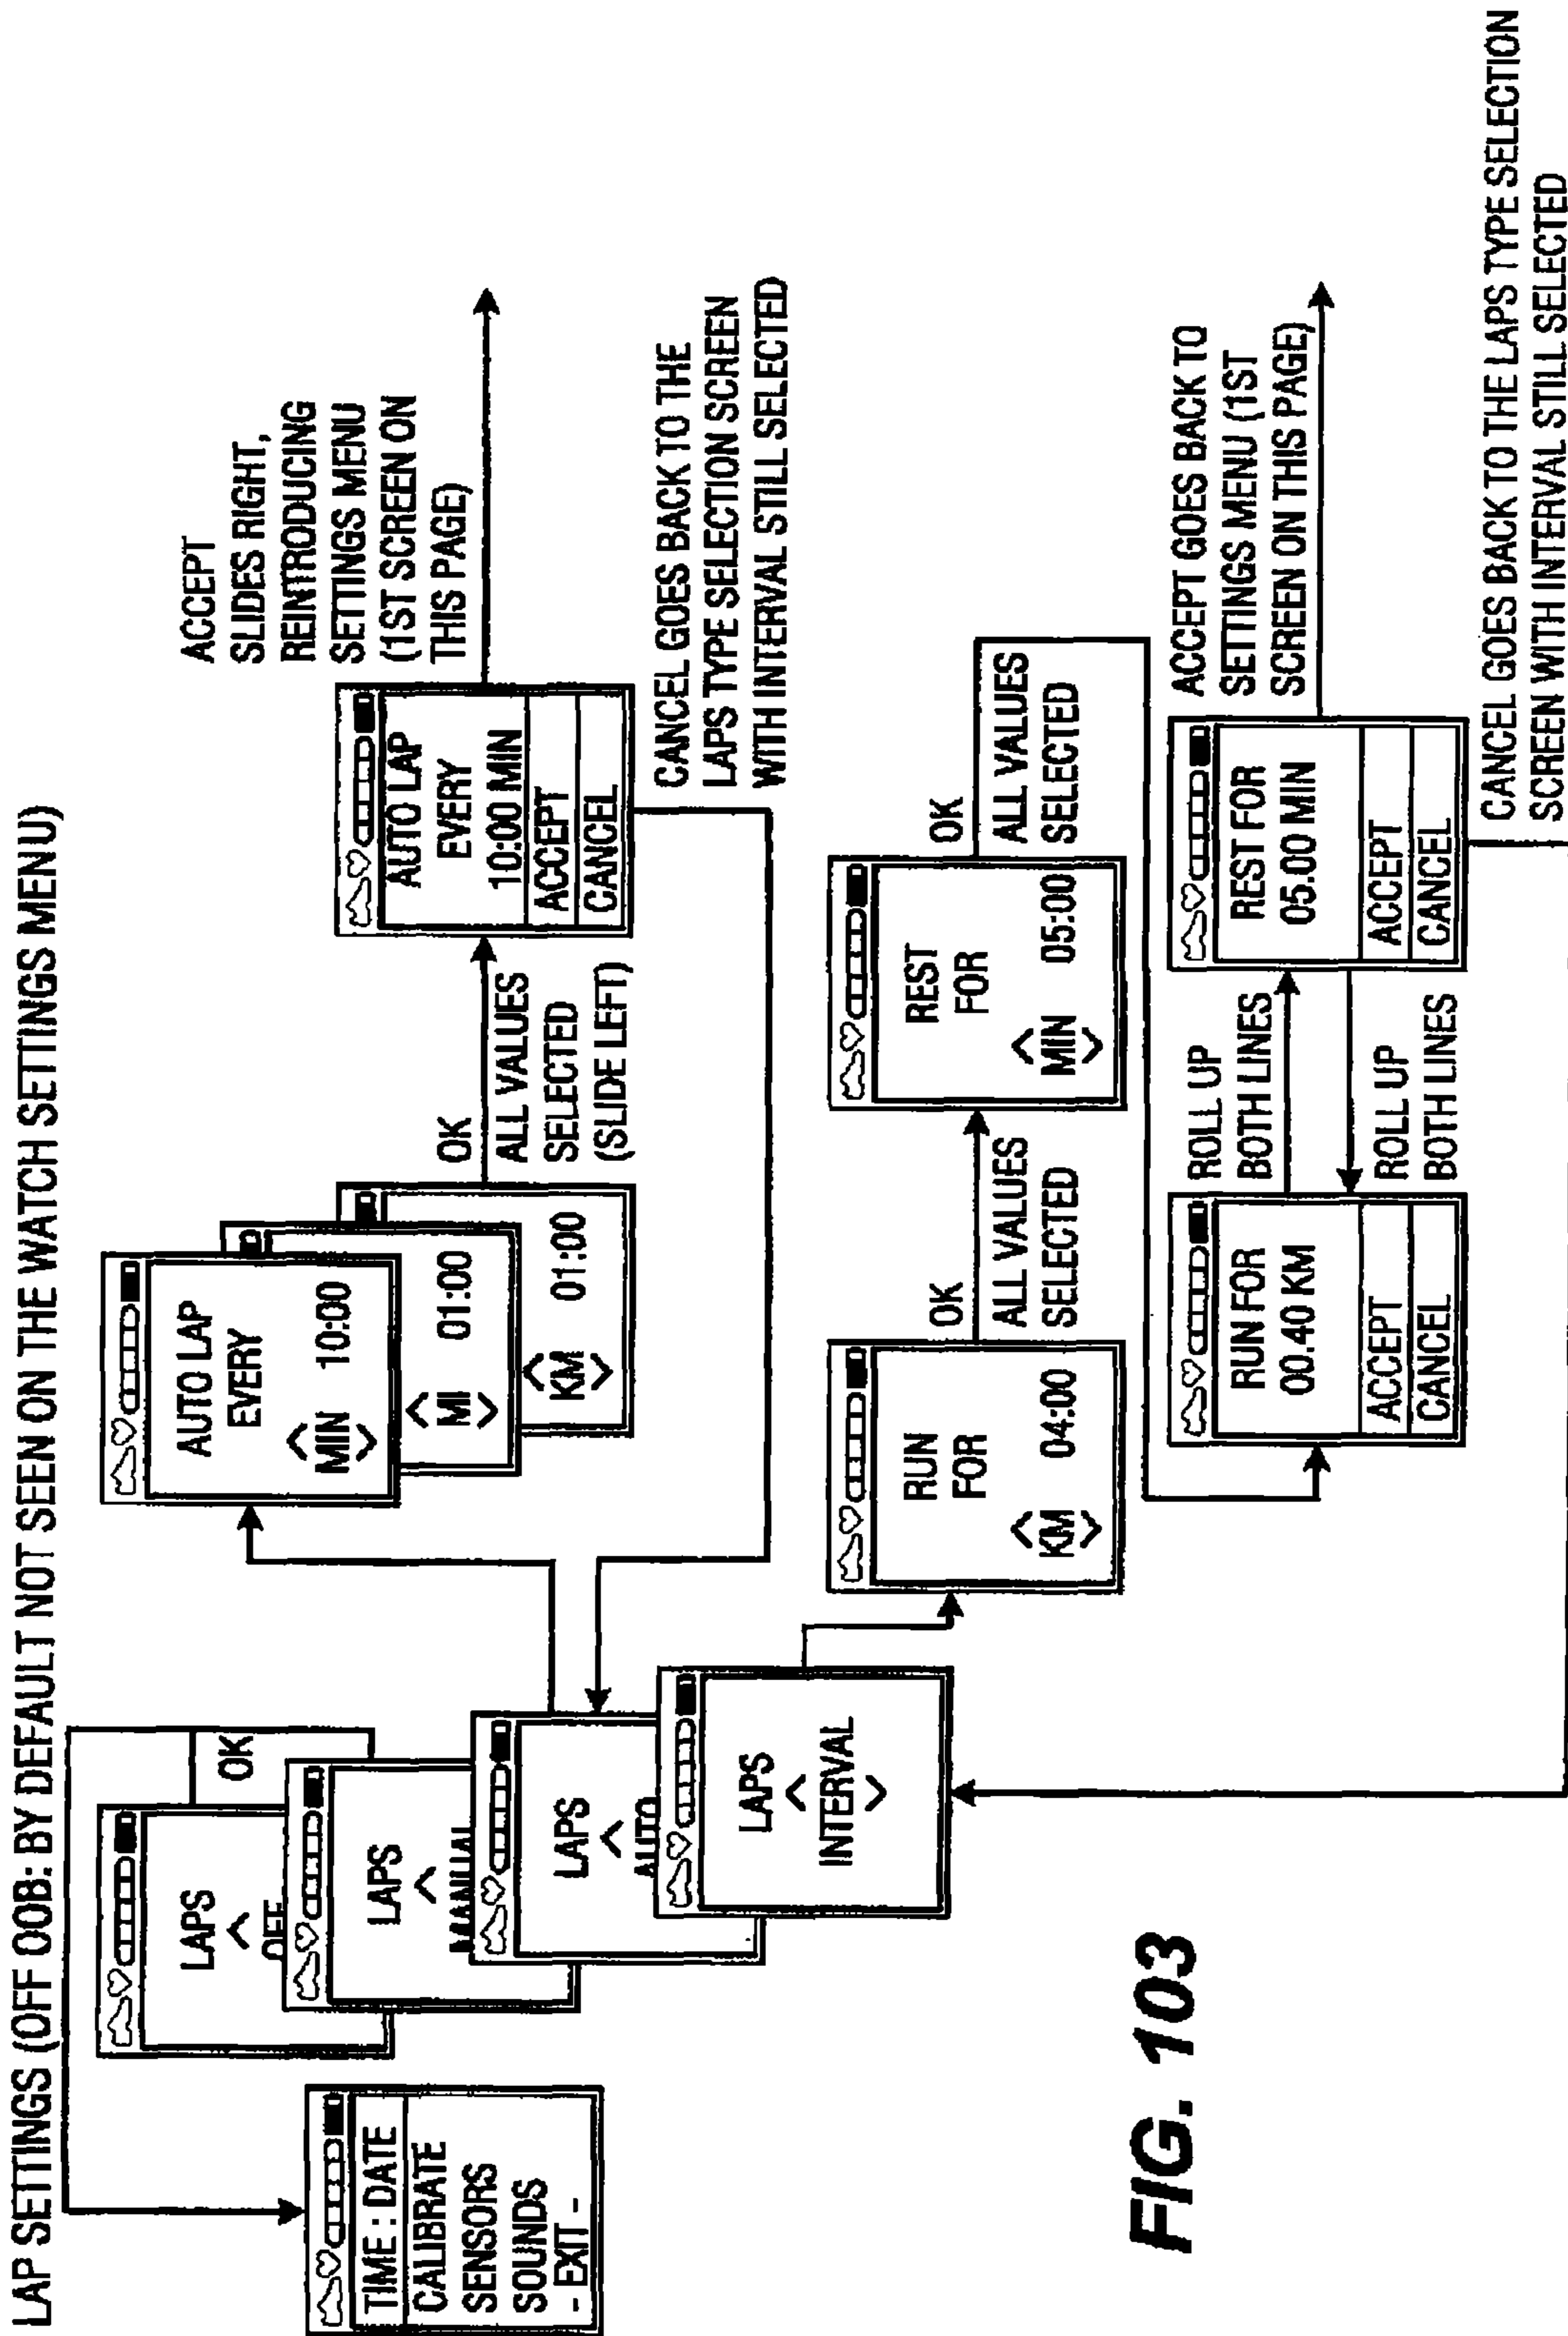 LAP SETTINGS (OFF OOB: BY DEFAULT NOT SEEN ON THE WATCH SETTINGS MENU)
TIME : DATE
CALIBRATE
SENSORS
SOUNDS
- EXIT -
LAPS
<
OFF
OK
LAPS
<
MANUAL
LAPS
<
AUTO
LAPS
<
INTERVAL
>
AUTO LAP
EVERY
<
MIN 10:00
>
<
MI 01:00
>
<
KM 01:00
>
OK
ALL VALUES
SELECTED
(SLIDE LEFT)
AUTO LAP
EVERY
10:00 MIN
ACCEPT
CANCEL
ACCEPT
SLIDES RIGHT,
REINTRODUCING
SETTINGS MENU
(1ST SCREEN ON
THIS PAGE)
CANCEL GOES BACK TO THE
LAPS TYPE SELECTION SCREEN
WITH INTERVAL STILL SELECTED
RUN
FOR
<
KM 04:00
>
OK
ALL VALUES
SELECTED
REST
FOR
<
MIN 05:00
>
OK
ALL VALUES
SELECTED
RUN FOR
00.40 KM
ACCEPT
CANCEL
ROLL UP
BOTH LINES
ROLL UP
BOTH LINES
REST FOR
05.00 MIN
ACCEPT
CANCEL
ACCEPT GOES BACK TO
SETTINGS MENU (1ST
SCREEN ON THIS PAGE)
CANCEL GOES BACK TO THE LAPS TYPE SELECTION
SCREEN WITH INTERVAL STILL SELECTED
FIG. 103